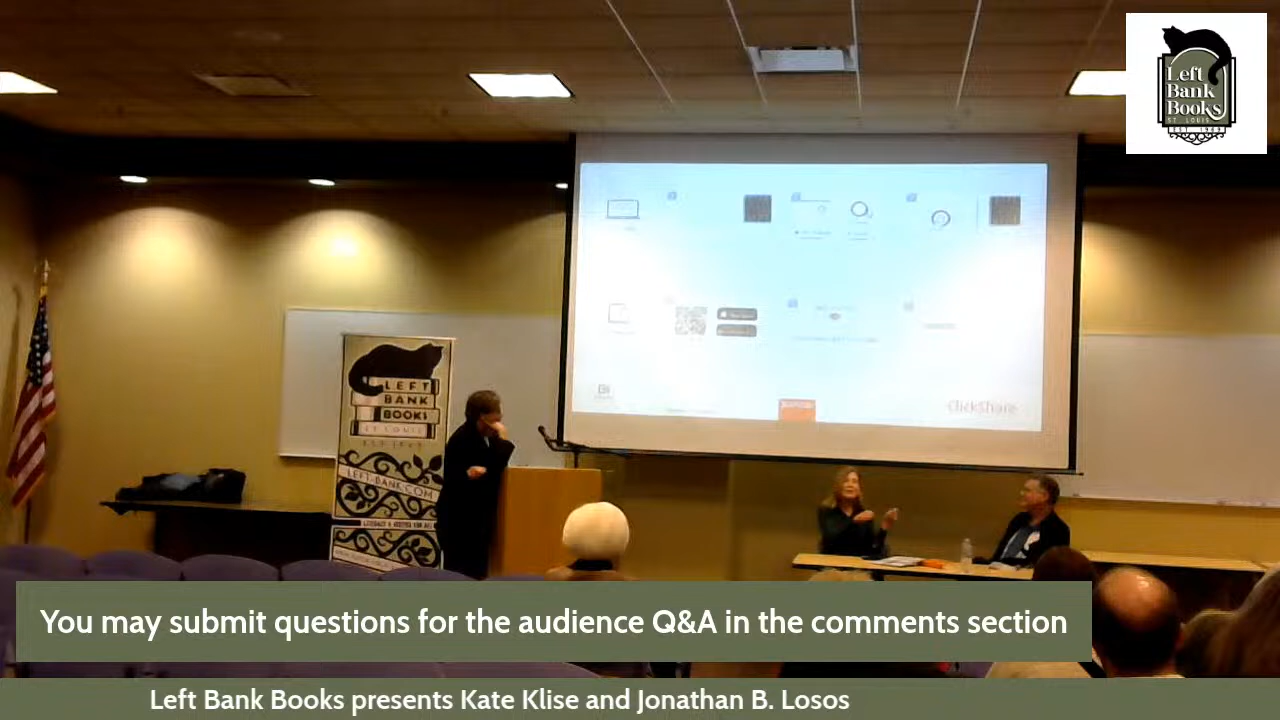 Left
Bank
Books
ST. LOUIS
EST. 1969
ClickShare
LEFT
BANK
BOOKS
ST. LOUIS
EST. 1969
LEFT-BANK.COM
You may submit questions for the audience Q&A in the comments section
Left Bank Books presents Kate Klise and Jonathan B. Losos